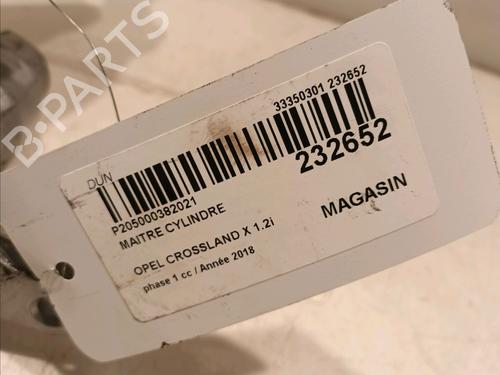 B-PARTS
33350301 232652
DUN
232652
P205000382021
MAITRE CYLINDRE
MAGASIN
OPEL CROSSLAND X 1.2i
phase 1 cc / Année 2018